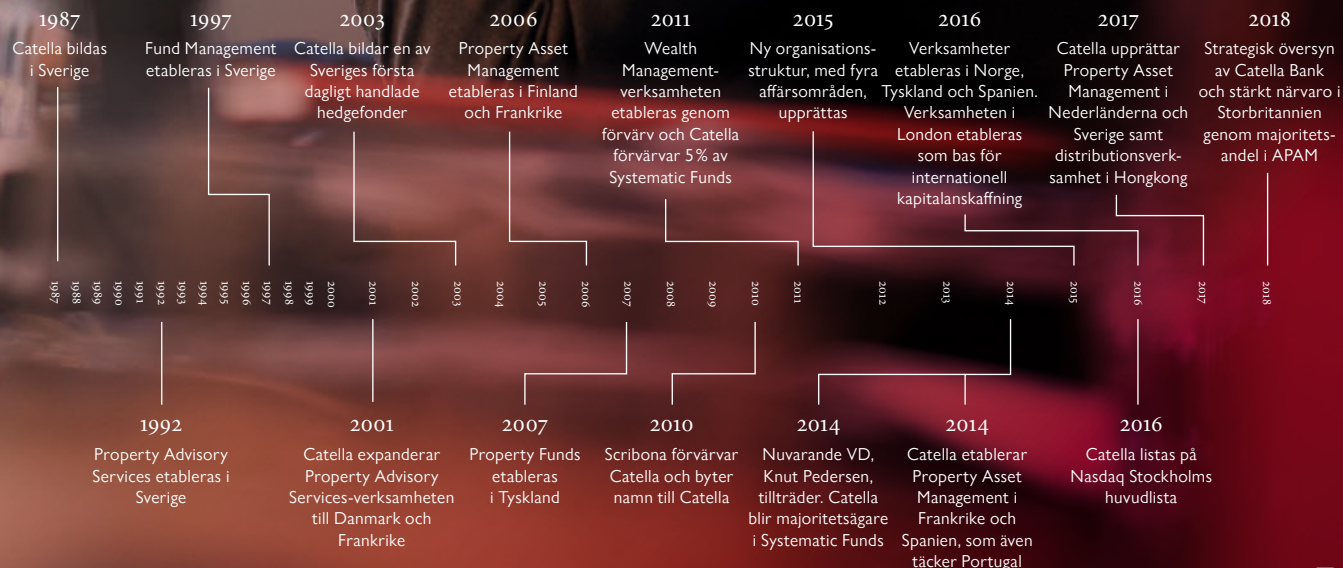 1987
Catella bildas
i Sverige
1997
Fund Management
etableras i Sverige
2003
Catella bildar en av
Sveriges första
dagligt handlade
hedgefonder
2006
Property Asset
Management
etableras i Finland
och Frankrike
2011
Wealth
Management-
verksamheten
etableras genom
förvärv och Catella
förvärvar 5% av
Systematic Funds
2015
Ny organisations-
struktur, med fyra
affärsområden,
upprättas
2016
Verksamheter
etableras i Norge,
Tyskland och Spanien.
Verksamheten i
London etableras
som bas för
internationell
kapitalanskaffning
2017
Catella upprättar
Property Asset
Management i
Nederländerna och
Sverige samt
distributionsverk-
samhet i Hongkong
2018
Strategisk översyn
av Catella Bank
och stärkt närvaro i
Storbritannien
genom majoritets-
andel i APAM
1987
1988
1989
1990
1991
1992
1993
1994
1995
1996
1997
1998
1999
2000
2001
2002
2003
2004
2005
2006
2007
2008
2009
2010
2011
2012
2013
2014
2015
2016
2017
2018
1992
Property Advisory
Services etableras i
Sverige
2001
Catella expanderar
Property Advisory
Services-verksamheten
till Danmark och
Frankrike
2007
Property Funds
etableras
i Tyskland
2010
Scribona förvärvar
Catella och byter
namn till Catella
2014
Nuvarande VD,
Knut Pedersen,
tillträder. Catella
blir majoritetsägare
i Systematic Funds
2014
Catella etablerar
Property Asset
Management i
Frankrike och
Spanien, som även
täcker Portugal
2016
Catella listas på
Nasdaq Stockholms
huvudlista